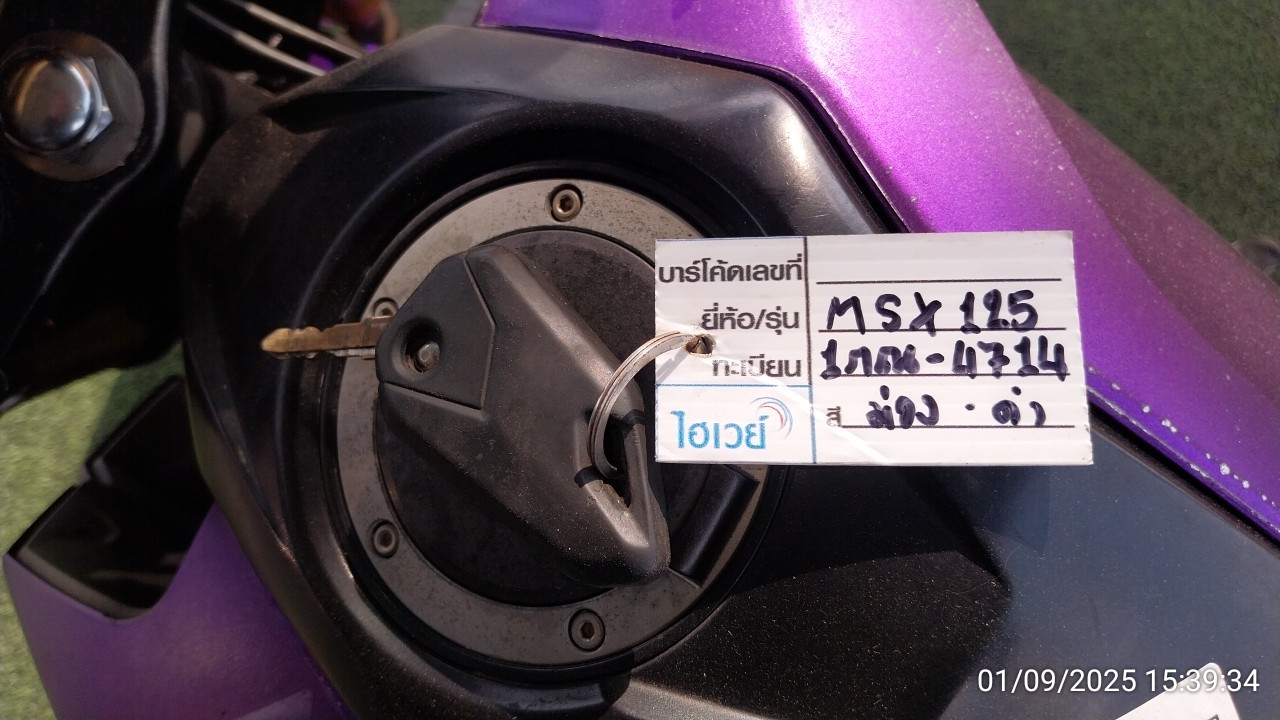 บาร์โค้ดเลขที่
ยี่ห้อ/รุ่น MSX 125
ทะเบียน 1กกณ-4714
สี ม่วง - ดำ
ไฮเวย์
01/09/2025 15:39:34